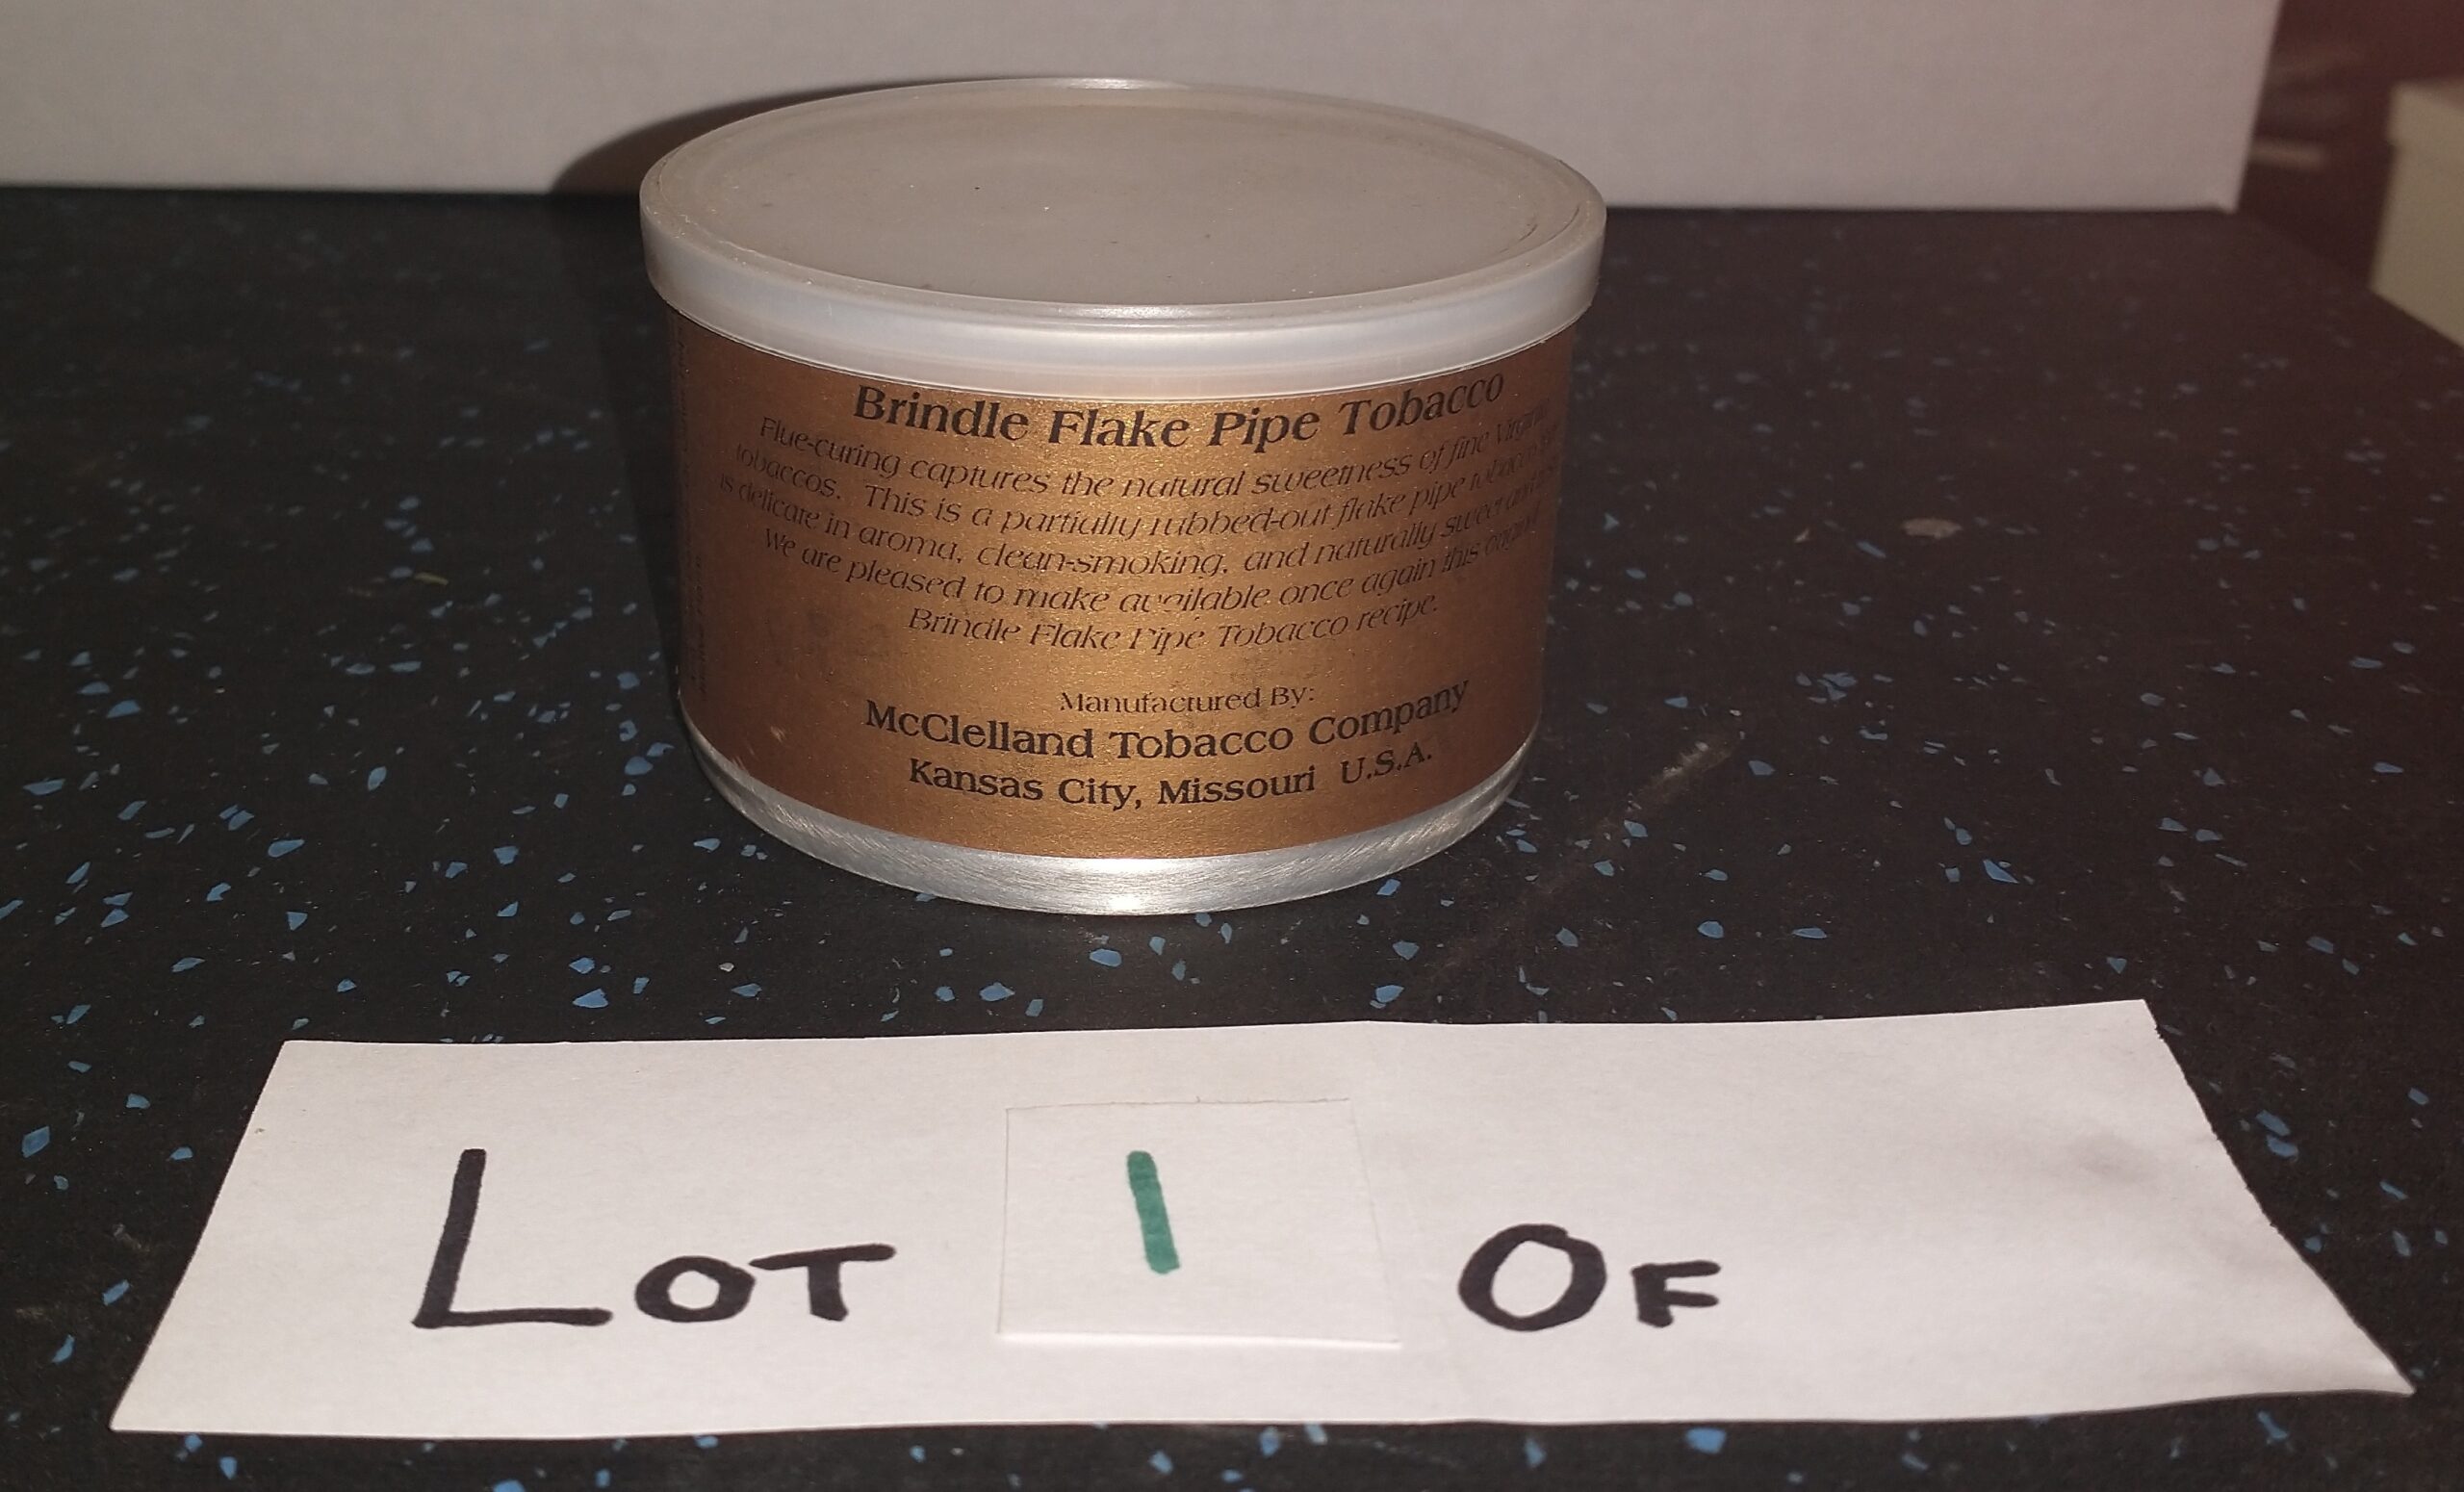 Brindle Flake Pipe Tobacco
Flue-curing captures the natural sweetness of fine Virginia
tobaccos. This is a partially rubbed-out flake pipe tobacco
is delicate in aroma, clean-smoking, and naturally sweet and
We are pleased to make available once again this original
Brindle Flake Pipe Tobacco recipe.
Manufactured By:
McClelland Tobacco Company
Kansas City, Missouri U.S.A.
LOT 1 OF